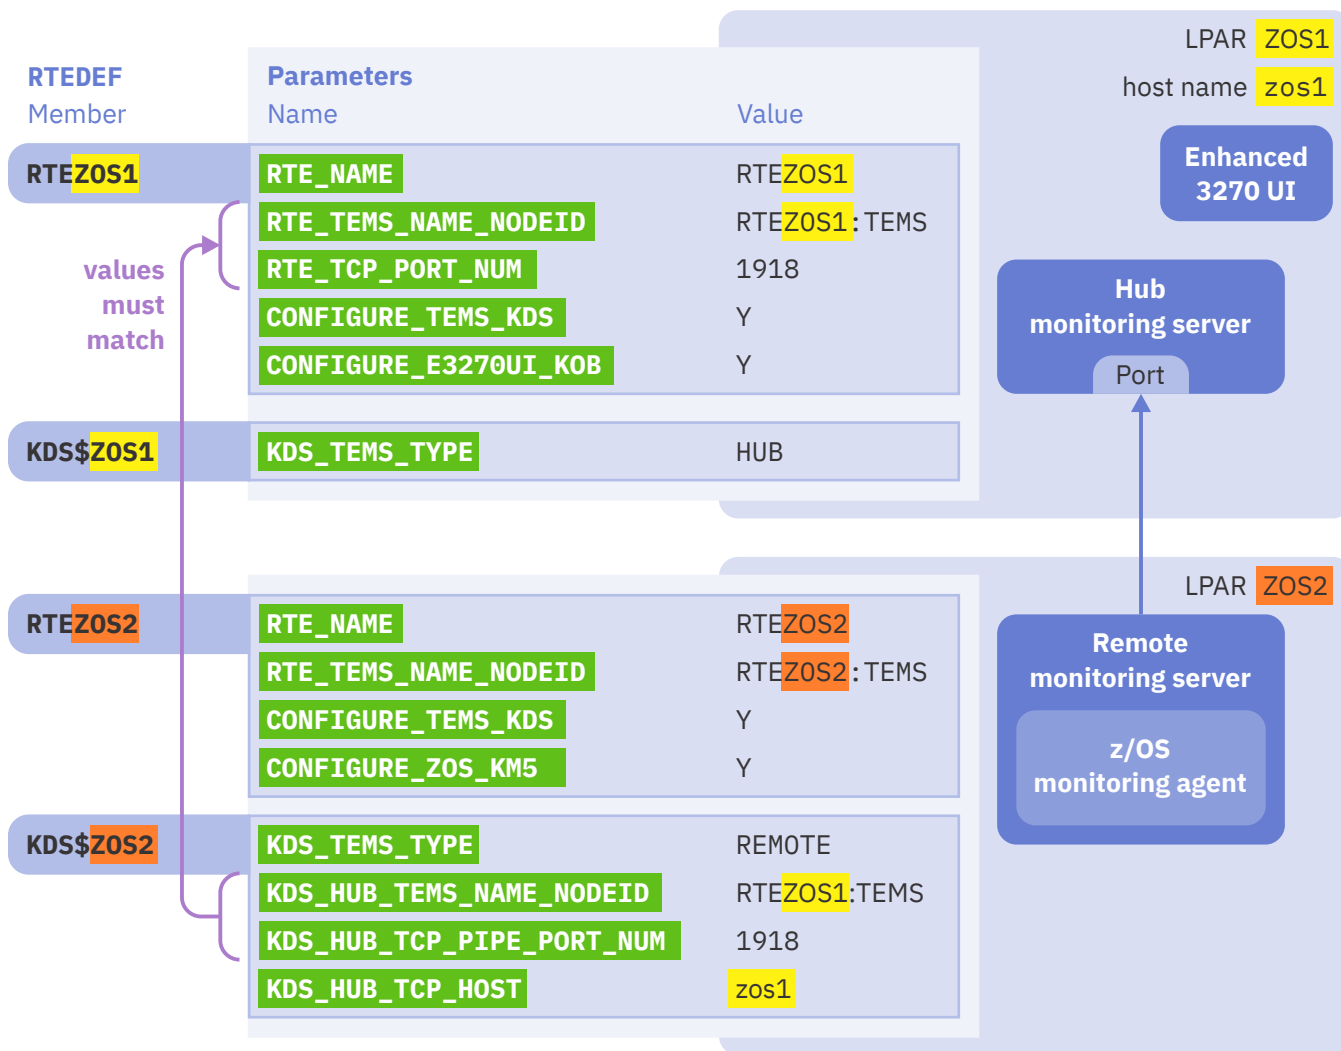 LPAR ZOS1
host name zos1
RTEDEF
Member
Parameters
Name Value
RTEZOS1 RTE_NAME RTEZOS1
RTE_TEMS_NAME_NODEID RTEZOS1:TEMS
RTE_TCP_PORT_NUM 1918
CONFIGURE_TEMS_KDS Y
CONFIGURE_E3270UI_KOB Y
values
must
match
Enhanced
3270 UI
Hub
monitoring server
Port
KDS$ZOS1 KDS_TEMS_TYPE HUB
LPAR ZOS2
RTEZOS2 RTE_NAME RTEZOS2
RTE_TEMS_NAME_NODEID RTEZOS2:TEMS
CONFIGURE_TEMS_KDS Y
CONFIGURE_ZOS_KM5 Y
Remote
monitoring server
z/OS
monitoring agent
KDS$ZOS2 KDS_TEMS_TYPE REMOTE
KDS_HUB_TEMS_NAME_NODEID RTEZOS1:TEMS
KDS_HUB_TCP_PIPE_PORT_NUM 1918
KDS_HUB_TCP_HOST zos1